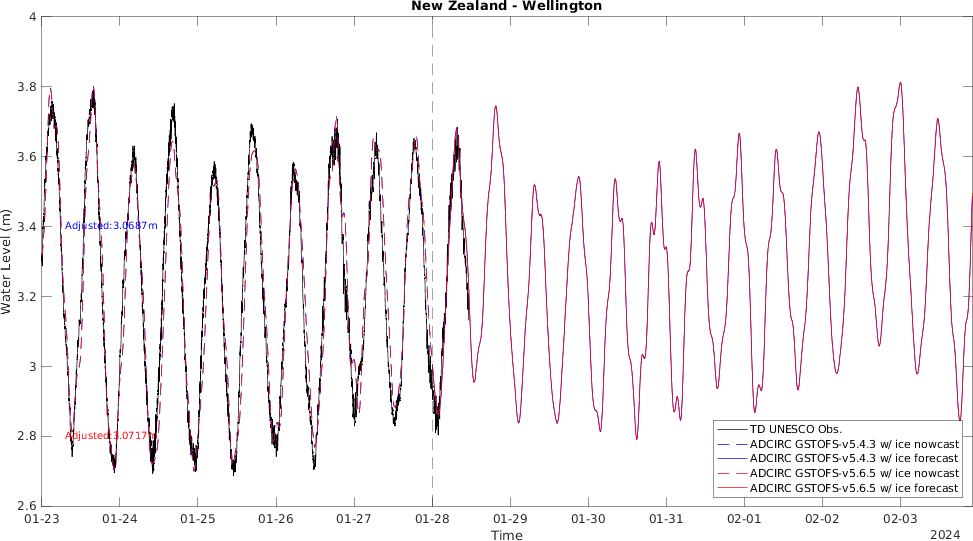 New Zealand - Wellington
4
3.8
3.6
3.4
3.2
3
2.8
2.6
Water Level (m)
Adjusted:3.0687m
Adjusted:3.0717m
TD UNESCO Obs.
ADCIRC GSTOFS-v5.4.3 w/ ice nowcast
ADCIRC GSTOFS-v5.4.3 w/ ice forecast
ADCIRC GSTOFS-v5.6.5 w/ ice nowcast
ADCIRC GSTOFS-v5.6.5 w/ ice forecast
01-23 01-24 01-25 01-26 01-27 01-28 01-29 01-30 01-31 02-01 02-02 02-03
Time
2024